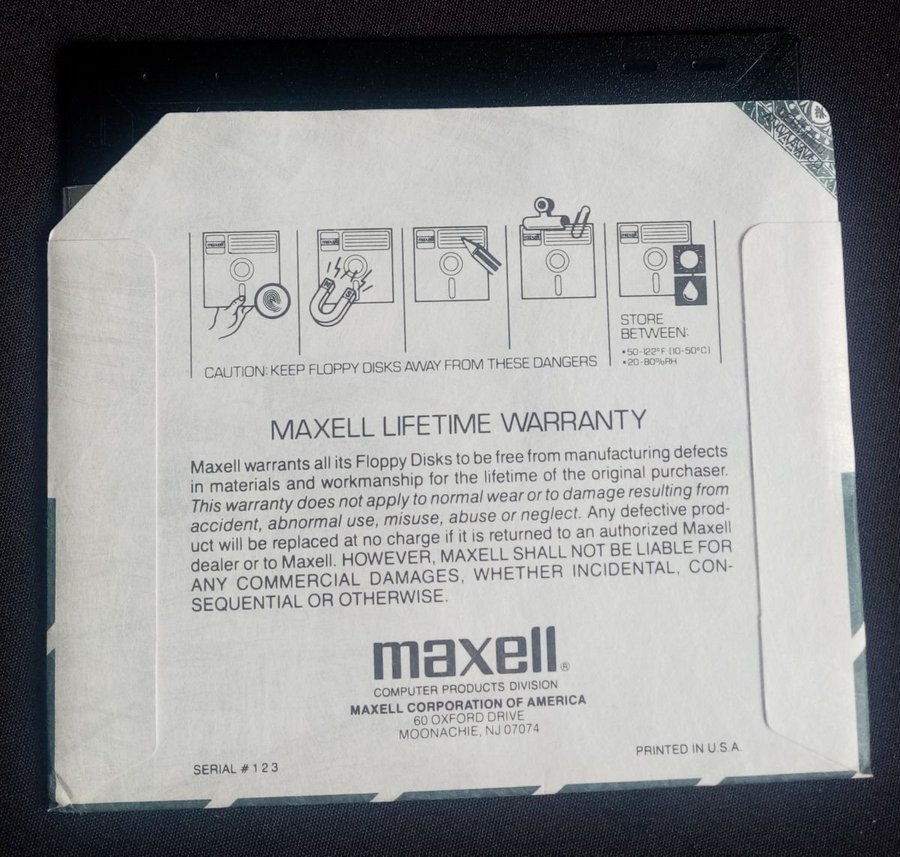 STORE
BETWEEN:
•50-122°F (10-50°C)
•20-80%RH
CAUTION: KEEP FLOPPY DISKS AWAY FROM THESE DANGERS
MAXELL LIFETIME WARRANTY
Maxell warrants all its Floppy Disks to be free from manufacturing defects
in materials and workmanship for the lifetime of the original purchaser.
This warranty does not apply to normal wear or to damage resulting from
accident, abnormal use, misuse, abuse or neglect. Any defective prod-
uct will be replaced at no charge if it is returned to an authorized Maxell
dealer or to Maxell. HOWEVER, MAXELL SHALL NOT BE LIABLE FOR
ANY COMMERCIAL DAMAGES, WHETHER INCIDENTAL, CON-
SEQUENTIAL OR OTHERWISE.
maxell®
COMPUTER PRODUCTS DIVISION
MAXELL CORPORATION OF AMERICA
60 OXFORD DRIVE
MOONACHIE, NJ 07074
PRINTED IN U.S.A.
SERIAL # 1 2 3